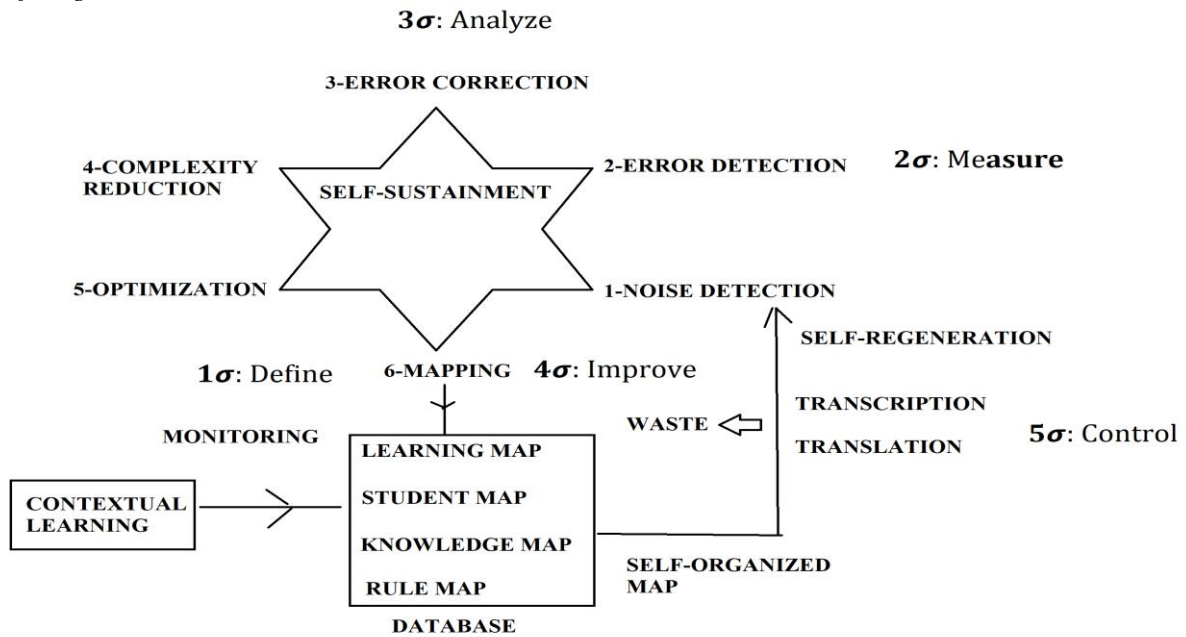 3σ: Analyze
3-ERROR CORRECTION
4-COMPLEXITY
REDUCTION
2-ERROR DETECTION
2σ: Measure
SELF-SUSTAINMENT
5-OPTIMIZATION
1-NOISE DETECTION
SELF-REGENERATION
1σ: Define
6-MAPPING
4σ: Improve
WASTE
TRANSCRIPTION
TRANSLATION
5σ: Control
MONITORING
LEARNING MAP
STUDENT MAP
KNOWLEDGE MAP
RULE MAP
CONTEXTUAL
LEARNING
SELF-ORGANIZED
MAP
DATABASE